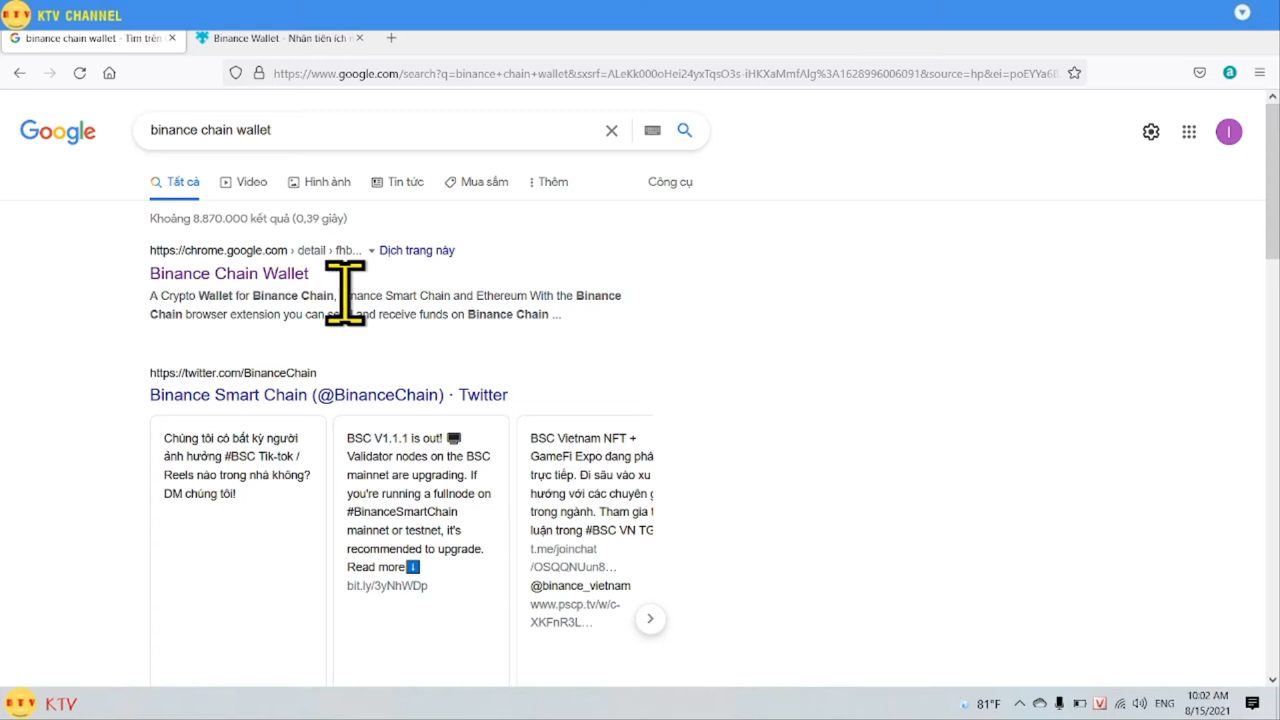 KTV KTV CHANNEL
binance chain wallet - Tìm trên
Binance Wallet - Nhận tiện ích n
https://www.google.com/search?q=binance+chain+wallet&sxsrf=ALeKk000oHei24yxTqsO3s-iHKXaMmfAlg%3A1628996006091&source=hp&ei=poEYYa6
Google
binance chain wallet
I
Tất cả Video Hình ảnh Tin tức Mua sắm Thêm Công cụ
Khoảng 8.870.000 kết quả (0,39 giây)
https://chrome.google.com › detail › fhb... Dịch trang này
Binance Chain Wallet
A Crypto Wallet for Binance Chain, Binance Smart Chain and Ethereum With the Binance
Chain browser extension you can send and receive funds on Binance Chain ...
https://twitter.com/BinanceChain
Binance Smart Chain (@BinanceChain) · Twitter
Chúng tôi có bất kỳ người
ảnh hưởng #BSC Tik-tok /
Reels nào trong nhà không?
DM chúng tôi!
BSC V1.1.1 is out! 🖥️
Validator nodes on the BSC
mainnet are upgrading. If
you're running a fullnode on
#BinanceSmartChain
mainnet or testnet, it's
recommended to upgrade.
Read more⬇️
bit.ly/3yNhWDp
BSC Vietnam NFT +
GameFi Expo đang phá
trực tiếp. Đi sâu vào xu
hướng với các chuyên g
trong ngành. Tham gia t
luận trong #BSC VN TG
t.me/joinchat
/OSQQNUun8...
@binance_vietnam
www.pscp.tv/w/c-
XKFnR3L...
KTV KTV
81°F V ENG 10:02 AM
8/15/2021